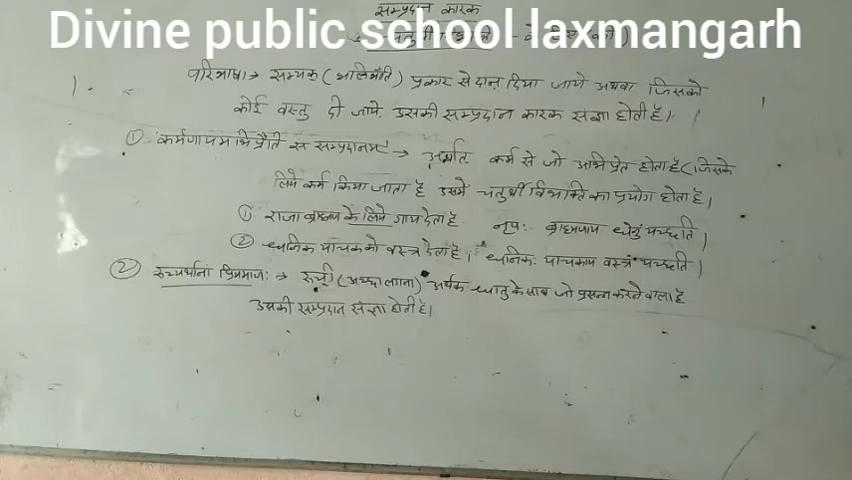 सम्प्रदान कारक
Divine public school laxmangarh
परिभाषा → सम्यक (भलिभाँति) प्रकार से दान दिया जाये अथवा जिसको
कोई वस्तु दी जाये, उसकी सम्प्रदान कारक संज्ञा होती है।
① कर्मणायमभिप्रैति स सम्प्रदानम् → अर्थात कर्म से जो अभिप्रेत होता है (जिसके
लिये कर्म किया जाता है उसमें चतुर्थी विभक्ति का प्रयोग होता है।
① राजा ब्राह्मण के लिये गाय देता है नृपः ब्राह्मणाय धेनुं यच्छति।
② धनिक याचक को वस्त्र देता है। धनिकः याचकाय वस्त्रं यच्छति।
② रुच्यर्थानां प्रियमाणः → रूची (अच्छा लगना) अर्थक धातु के साथ जो प्रसन्न करने वाला है
उसकी सम्प्रदान संज्ञा होती है।